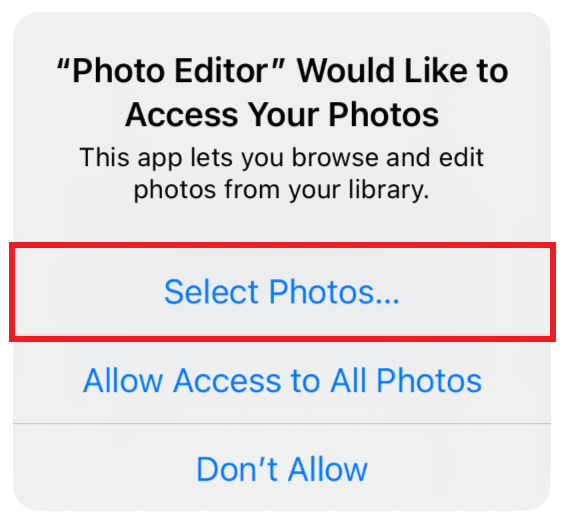 “Photo Editor” Would Like to
Access Your Photos
This app lets you browse and edit
photos from your library.
Select Photos...
Allow Access to All Photos
Don’t Allow